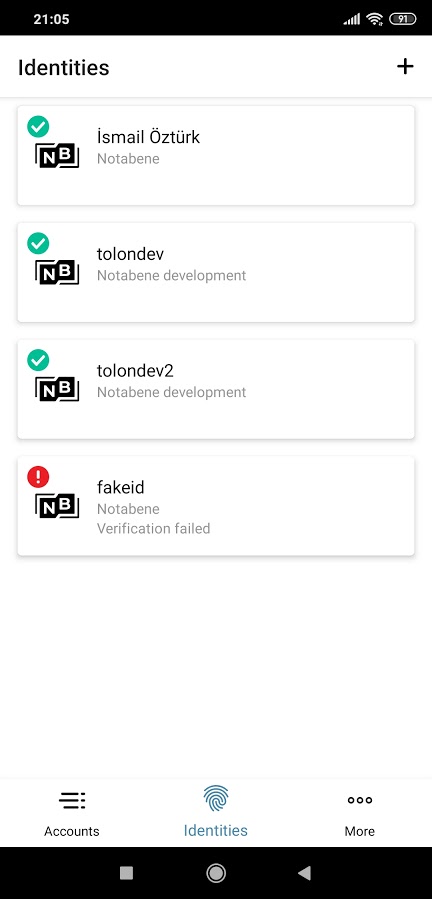 21:05
91
Identities
+
İsmail Öztürk
Notabene
NB
tolondev
Notabene development
NB
tolondev2
Notabene development
NB
fakeid
Notabene
NB
Verification failed
Accounts
Identities
More